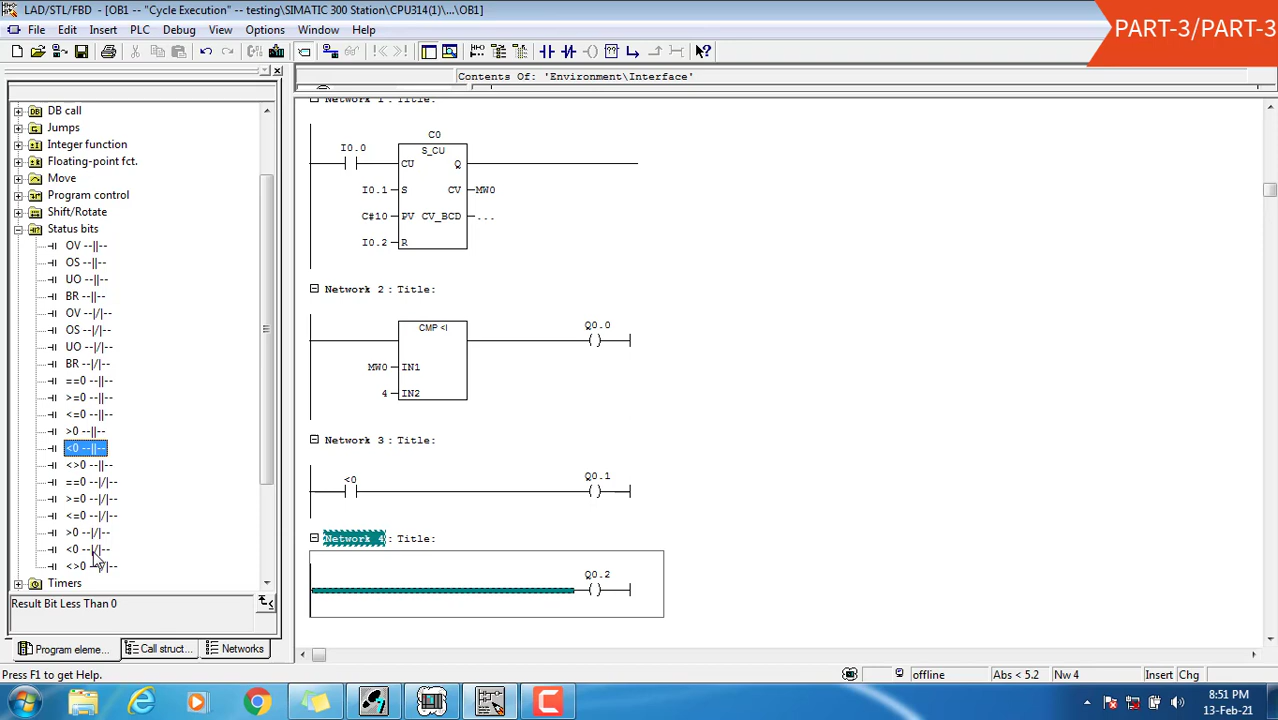 LAD/STL/FBD - [OB1 -- "Cycle Execution" -- testing\SIMATIC 300 Station\CPU314(1)\...\OB1]
PART-3/PART-3
File Edit Insert PLC Debug View Options Window Help
Contents Of: 'Environment\Interface'
DB call
Jumps
Integer function
Floating-point fct.
Move
Program control
Shift/Rotate
Status bits
OV --||--
OS --||--
UO --||--
BR --||--
OV --|/|--
OS --|/|--
UO --|/|--
BR --|/|--
==0 --||--
>=0 --||--
<=0 --||--
>0 --||--
<0 --||--
<>0 --||--
==0 --|/|--
>=0 --|/|--
<=0 --|/|--
>0 --|/|--
<0 --|/|--
<>0 --|/|--
Timers
Result Bit Less Than 0
Program eleme...
Call struct...
Networks
Network 1 : Title:
C0
I0.0
S_CU
CU
Q
I0.1
S
CV
MW0
C#10
PV
CV_BCD
...
I0.2
R
Network 2 : Title:
CMP <I
Q0.0
MW0
IN1
4
IN2
Network 3 : Title:
<0
Q0.1
Network 4 : Title:
Q0.2
Press F1 to get Help.
offline
Abs < 5.2
Nw 4
Insert
Chg
8:51 PM
13-Feb-21